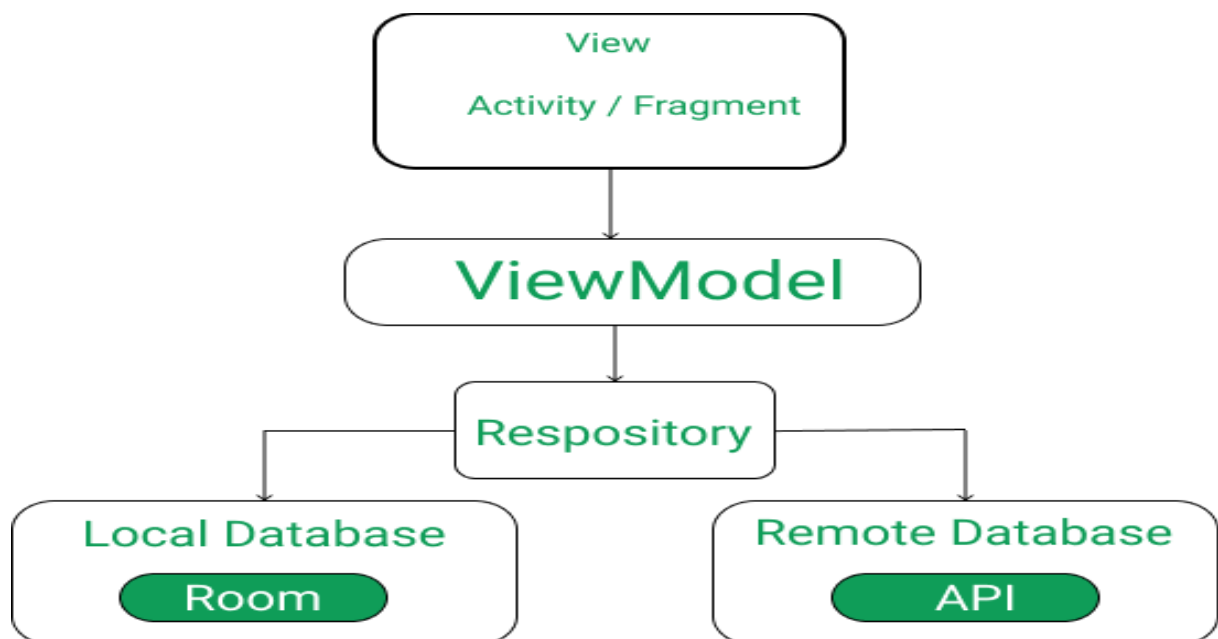 View
Activity / Fragment
ViewModel
Respository
Local Database
Remote Database
Room
API